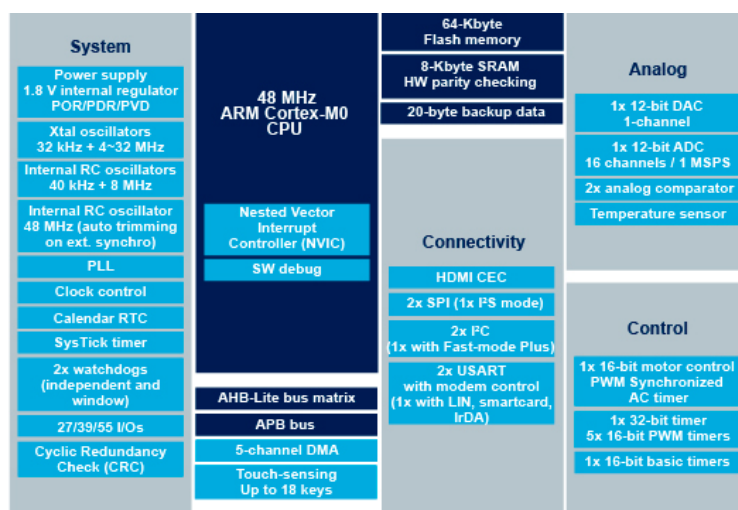 System
Power supply
1.8 V internal regulator
POR/PDR/PVD
Xtal oscillators
32 kHz + 4~32 MHz
Internal RC oscillators
40 kHz + 8 MHz
Internal RC oscillator
48 MHz (auto trimming
on ext. synchro)
PLL
Clock control
Calendar RTC
SysTick timer
2x watchdogs
(independent and
window)
27/39/55 I/Os
Cyclic Redundancy
Check (CRC)
48 MHz
ARM Cortex-M0
CPU
Nested Vector
Interrupt
Controller (NVIC)
SW debug
AHB-Lite bus matrix
APB bus
5-channel DMA
Touch-sensing
Up to 18 keys
64-Kbyte
Flash memory
8-Kbyte SRAM
HW parity checking
20-byte backup data
Connectivity
HDMI CEC
2x SPI (1x I²S mode)
2x I²C
(1x with Fast-mode Plus)
2x USART
with modem control
(1x with LIN, smartcard,
IrDA)
Analog
1x 12-bit DAC
1-channel
1x 12-bit ADC
16 channels / 1 MSPS
2x analog comparator
Temperature sensor
Control
1x 16-bit motor control
PWM Synchronized
AC timer
1x 32-bit timer
5x 16-bit PWM timers
1x 16-bit basic timers